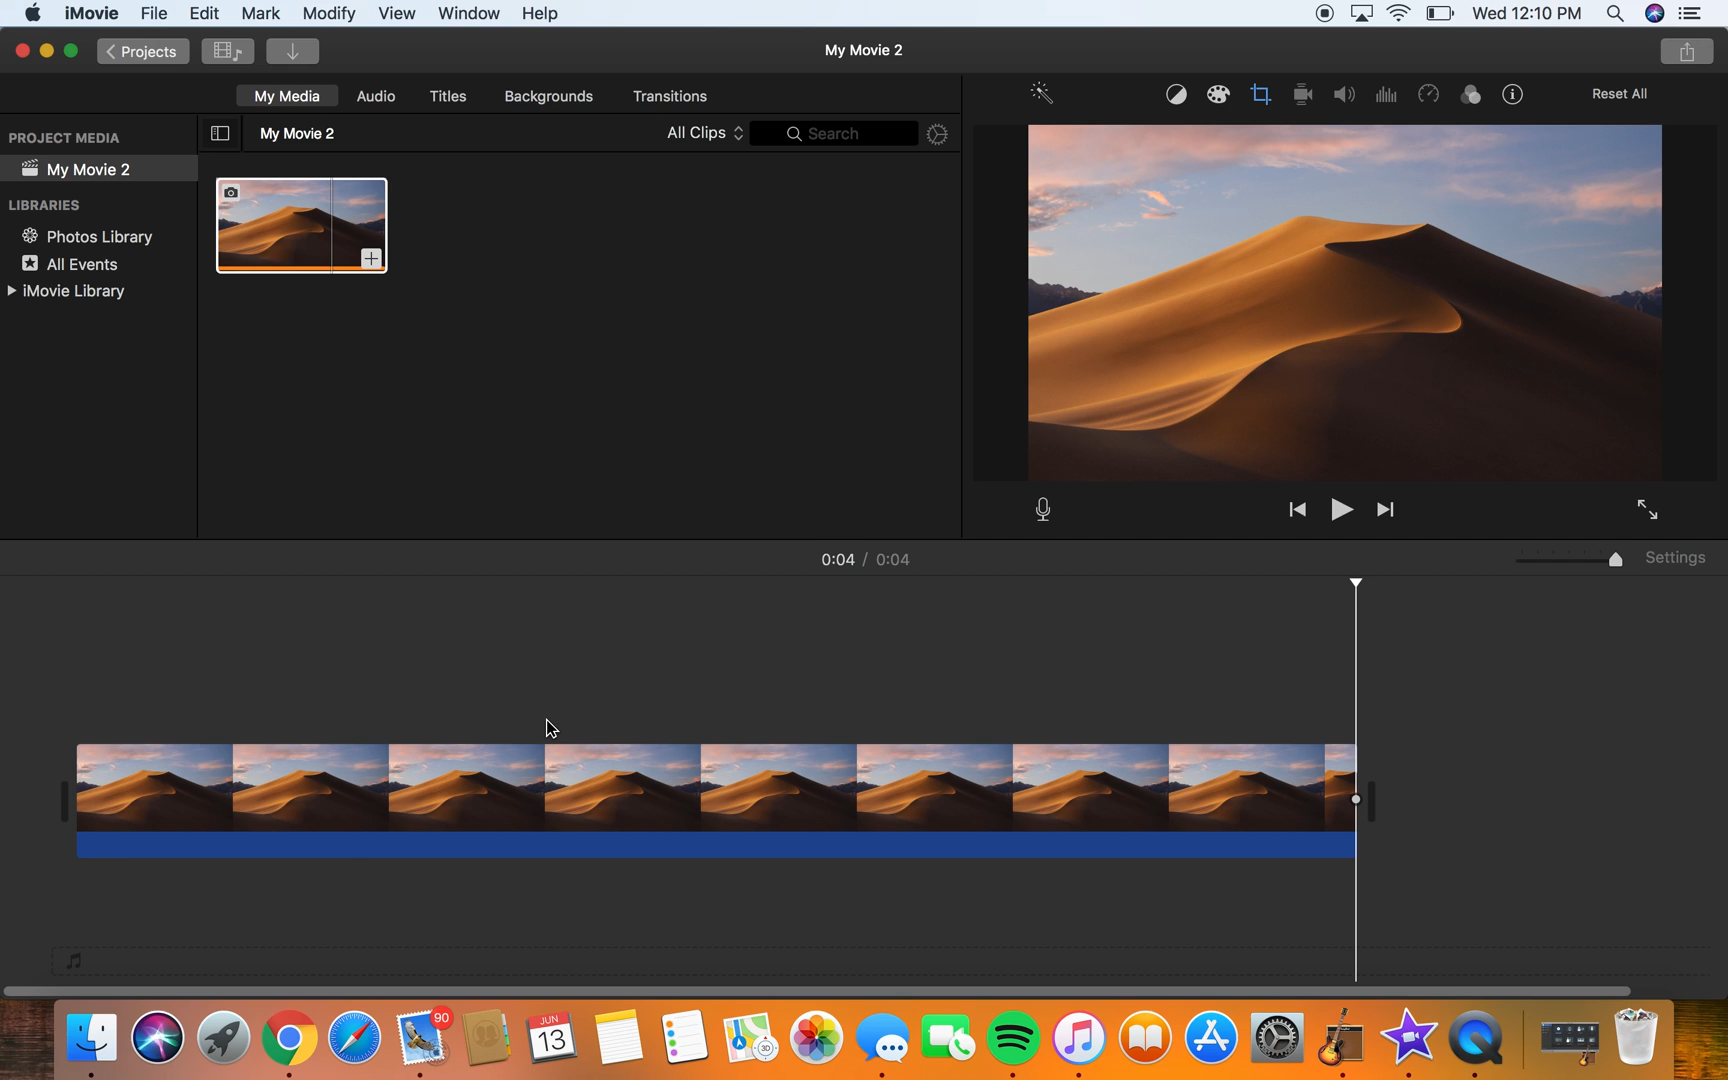 iMovie File Edit Mark Modify View Window Help Wed 12:10 PM
Projects My Movie 2
My Media Audio Titles Backgrounds Transitions Reset All
PROJECT MEDIA My Movie 2 All Clips Search
My Movie 2
LIBRARIES
Photos Library
All Events
iMovie Library
0:04 / 0:04 Settings
90
JUN
13
3D